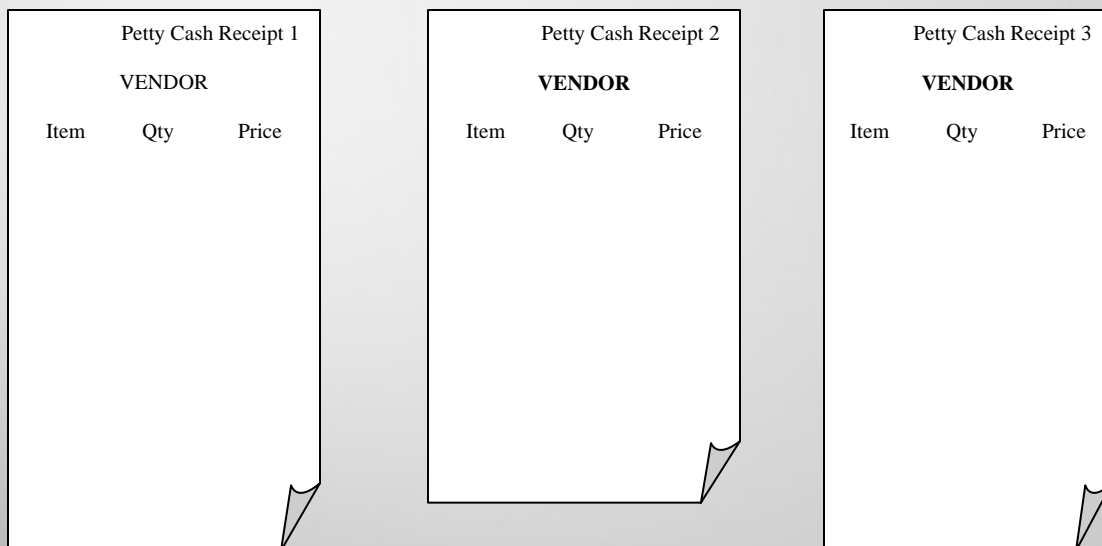 Petty Cash Receipt 1
VENDOR
Item Qty Price
Petty Cash Receipt 2
VENDOR
Item Qty Price
Petty Cash Receipt 3
VENDOR
Item Qty Price